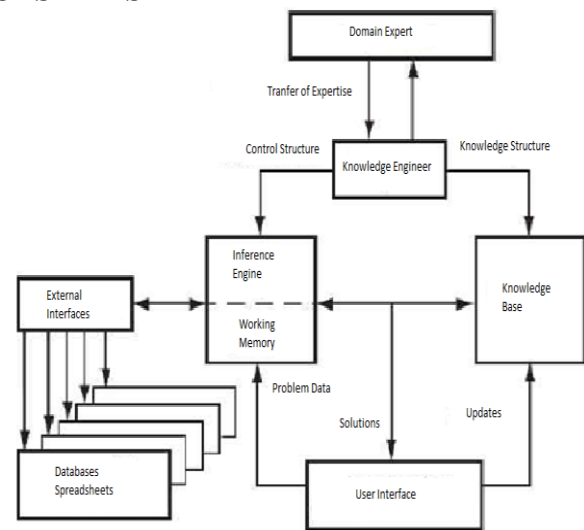 Domain Expert
Tranfer of Expertise
Control Structure
Knowledge Structure
Knowledge Engineer
Inference
Engine
External
Interfaces
Knowledge
Base
Working
Memory
Problem Data
Solutions
Updates
Databases
Spreadsheets
User Interface